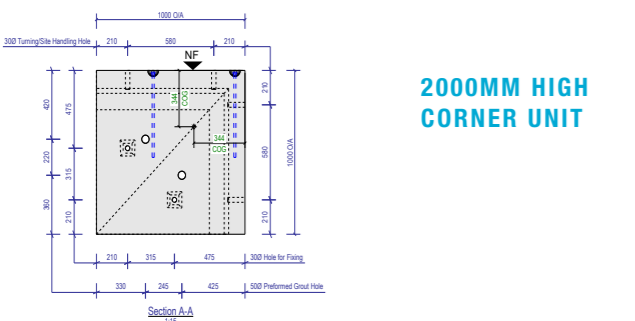 1000 O/A
30Ø Turning/Site Handling Hole
210 580 210
NF
2000MM HIGH
CORNER UNIT
344
COG
344
COG
420
220
360
475
315
210
210
580
210
1000 O/A
210 315 475 30Ø Hole for Fixing
330 245 425 50Ø Preformed Grout Hole
Section A-A
1:15